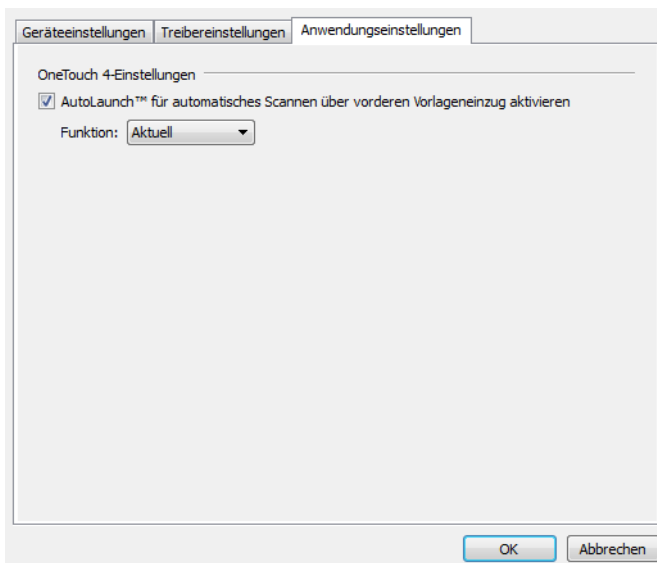 Geräteeinstellungen Treibereinstellungen Anwendungseinstellungen
OneTouch 4-Einstellungen
AutoLaunch™ für automatisches Scannen über vorderen Vorlageneinzug aktivieren
Funktion: Aktuell
OK Abbrechen